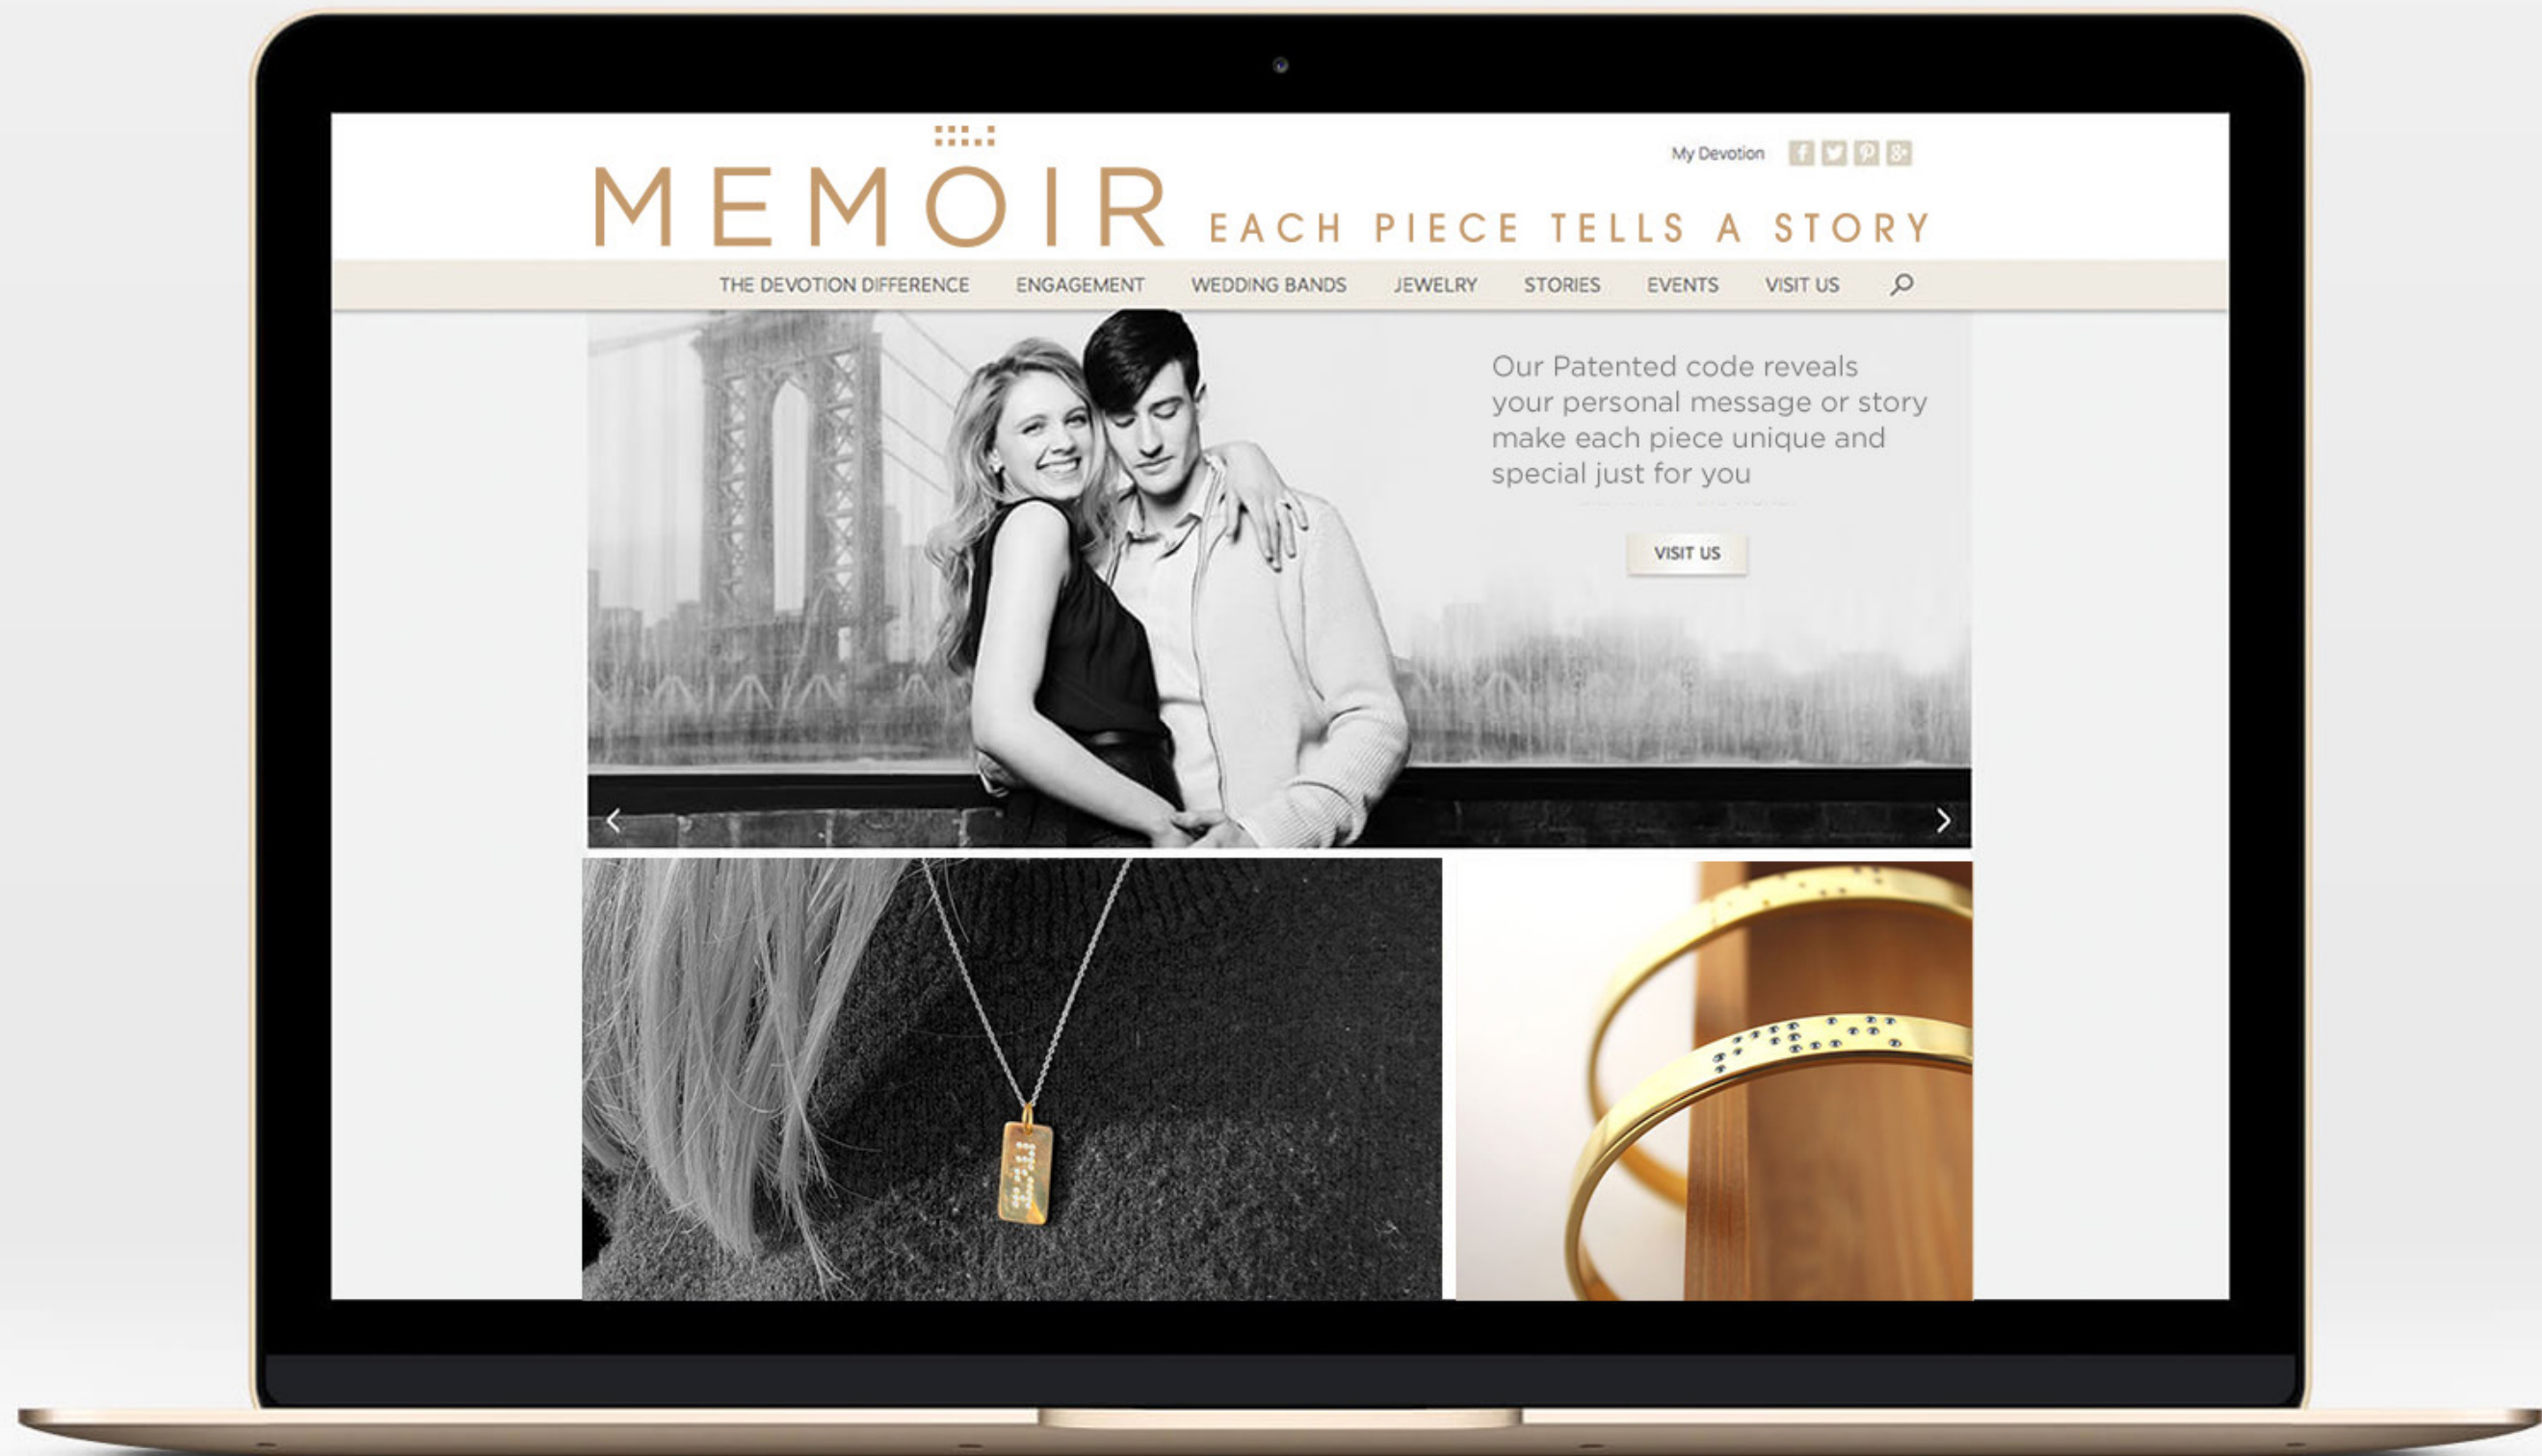 My Devotion
MEMOIR
EACH PIECE TELLS A STORY
THE DEVOTION DIFFERENCE ENGAGEMENT WEDDING BANDS JEWELRY STORIES EVENTS VISIT US
Our Patented code reveals
your personal message or story
make each piece unique and
special just for you
VISIT US